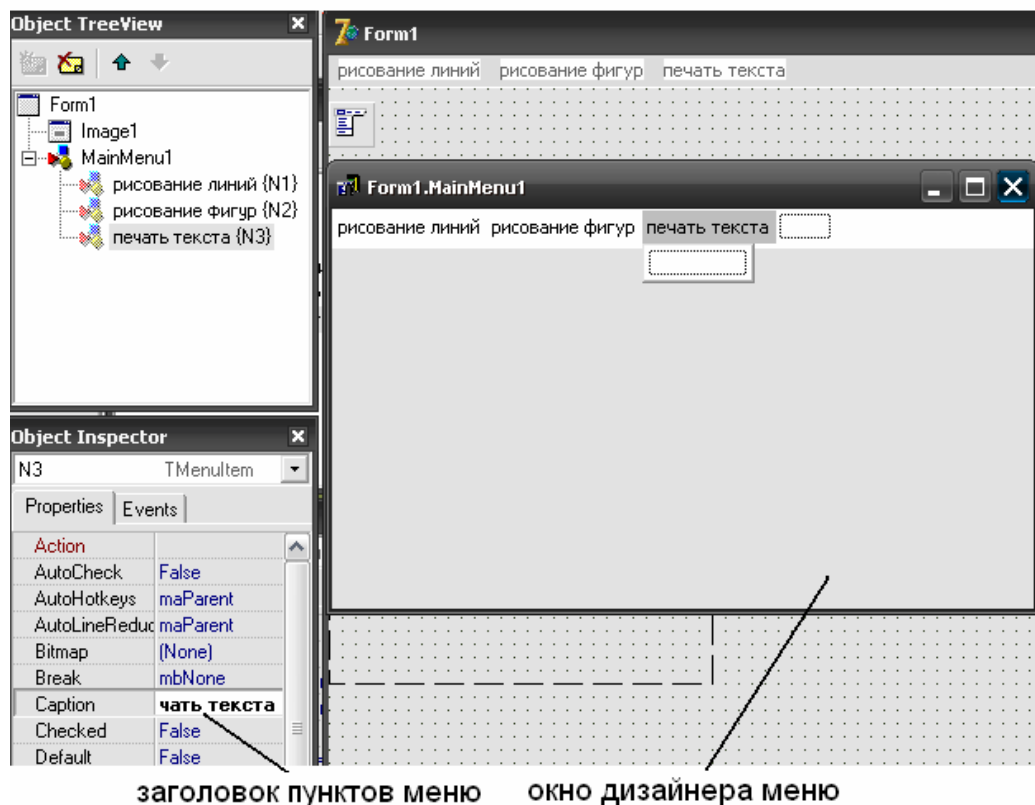 Object TreeView
Form1
Image1
MainMenu1
рисование линий {N1}
рисование фигур {N2}
печать текста {N3}
Object Inspector
N3 TMenuItem
Properties Events
Action
AutoCheck False
AutoHotkeys maParent
AutoLineReduc maParent
Bitmap (None)
Break mbNone
Caption чать текста
Checked False
Default False
Form1
рисование линий рисование фигур печать текста
Form1.MainMenu1
рисование линий рисование фигур печать текста
заголовок пунктов меню окно дизайнера меню